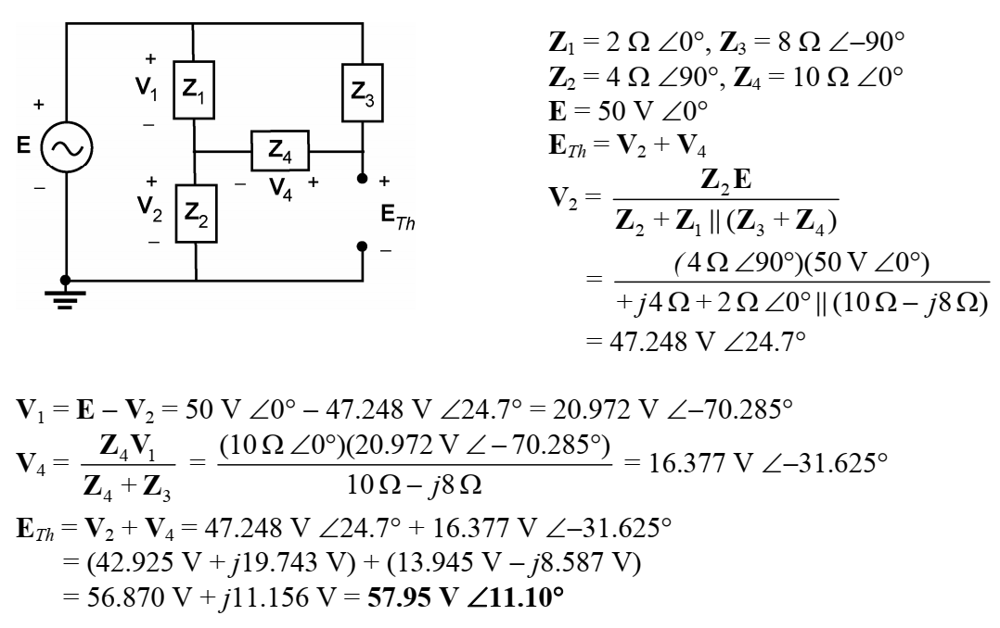 +
V₁
–
Z₁
Z₃
+
E
–
Z₄
– V₄ +
+
V₂
–
Z₂
+
E_Th
–
Z₁ = 2 Ω ∠0°, Z₃ = 8 Ω ∠–90°
Z₂ = 4 Ω ∠90°, Z₄ = 10 Ω ∠0°
E = 50 V ∠0°
E_Th = V₂ + V₄
V₂ = Z₂E / (Z₂ + Z₁ || (Z₃ + Z₄))
= (4 Ω ∠90°)(50 V ∠0°) / (+j4 Ω + 2 Ω ∠0° || (10 Ω – j8 Ω))
= 47.248 V ∠24.7°
V₁ = E – V₂ = 50 V ∠0° – 47.248 V ∠24.7° = 20.972 V ∠–70.285°
V₄ = Z₄V₁ / (Z₄ + Z₃) = (10 Ω ∠0°)(20.972 V ∠–70.285°) / (10 Ω – j8 Ω) = 16.377 V ∠–31.625°
E_Th = V₂ + V₄ = 47.248 V ∠24.7° + 16.377 V ∠–31.625°
= (42.925 V + j19.743 V) + (13.945 V – j8.587 V)
= 56.870 V + j11.156 V = 57.95 V ∠11.10°